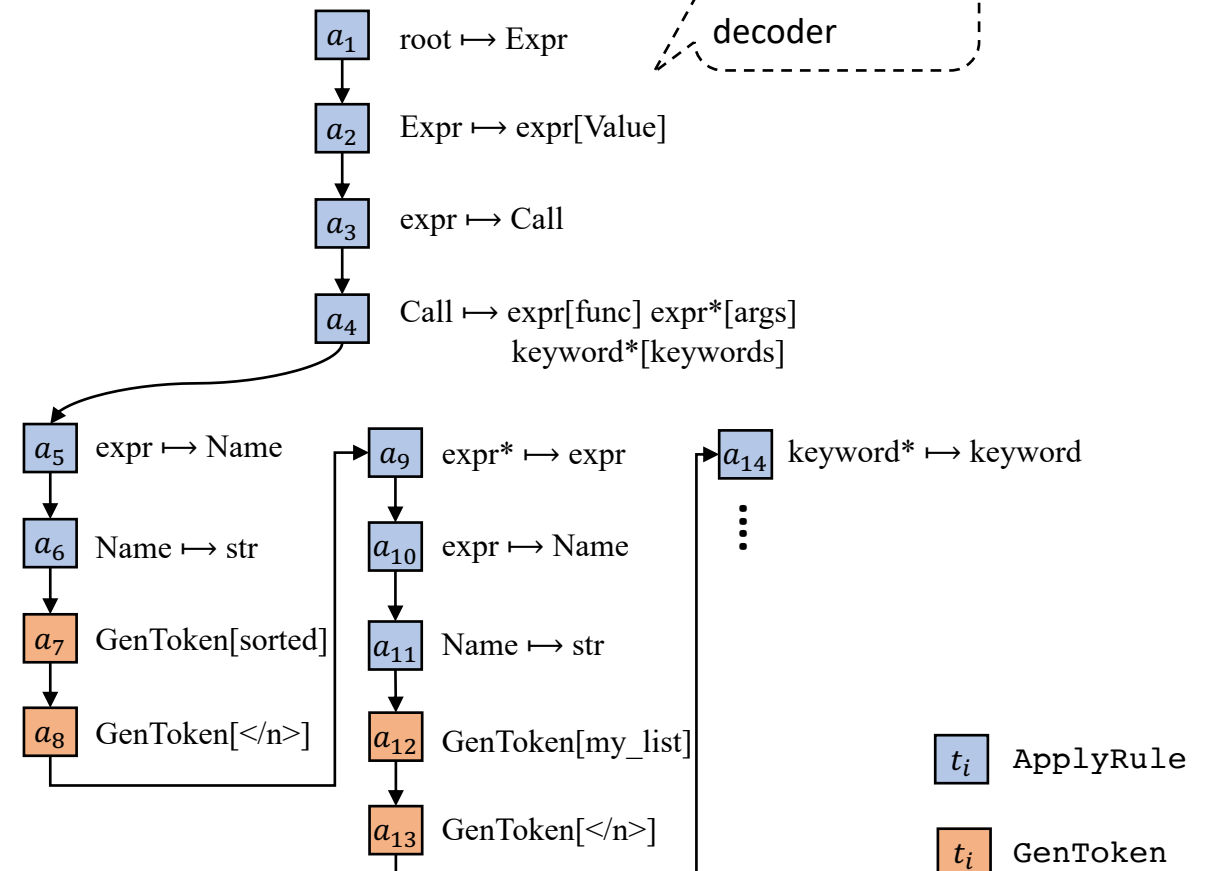 decoder
a₁ root ↦ Expr
a₂ Expr ↦ expr[Value]
a₃ expr ↦ Call
a₄ Call ↦ expr[func] expr*[args]
keyword*[keywords]
a₅ expr ↦ Name
a₆ Name ↦ str
a₇ GenToken[sorted]
a₈ GenToken[</n>]
a₉ expr* ↦ expr
a₁₀ expr ↦ Name
a₁₁ Name ↦ str
a₁₂ GenToken[my_list]
a₁₃ GenToken[</n>]
a₁₄ keyword* ↦ keyword
tᵢ ApplyRule
tᵢ GenToken